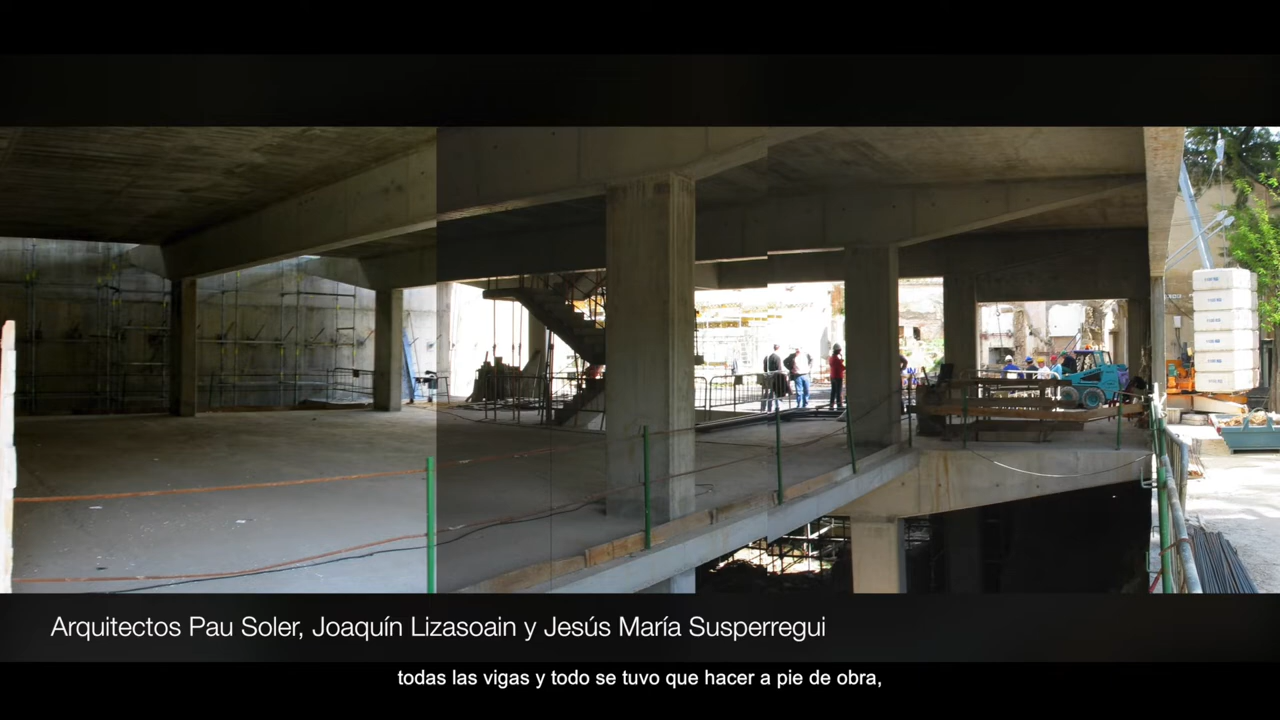 Arquitectos Pau Soler, Joaquín Lizasoain y Jesús María Susperregui
todas las vigas y todo se tuvo que hacer a pie de obra,